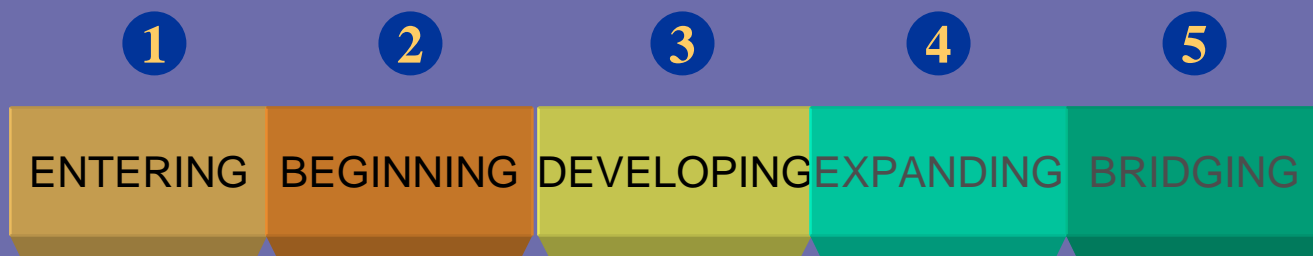 1 2 3 4 5
ENTERING BEGINNING DEVELOPING EXPANDING BRIDGING